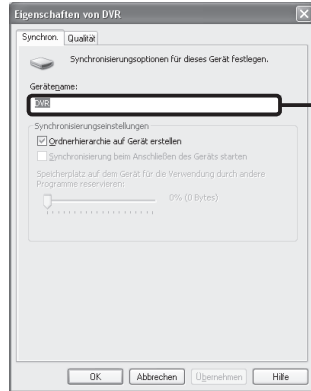 Eigenschaften von DVR
Synchron. Qualität
Synchronisierungsoptionen für dieses Gerät festlegen.
Gerätename:
DVR
Synchronisierungseinstellungen
Ordnerhierarchie auf Gerät erstellen
Synchronisierung beim Anschließen des Geräts starten
Speicherplatz auf dem Gerät für die Verwendung durch andere
Programme reservieren:
0% (0 Bytes)
OK Abbrechen Übernehmen Hilfe